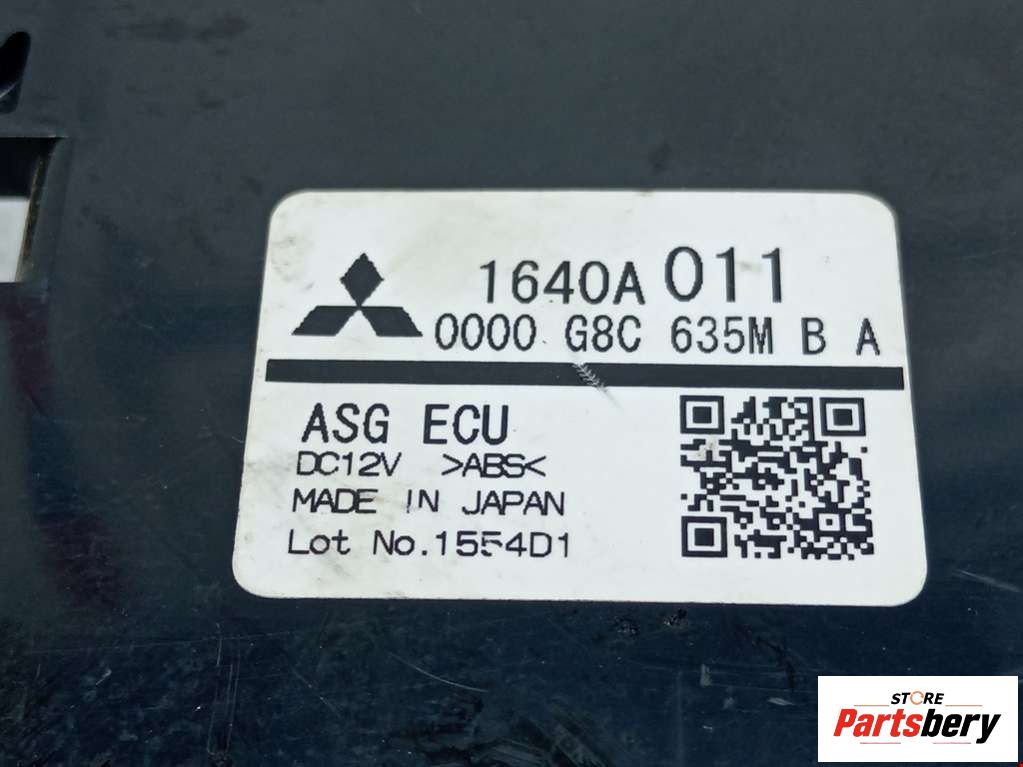 1640A 011
0000 G8C 635M B A
ASG ECU
DC12V >ABS<
MADE IN JAPAN
Lot No.1554D1
STORE
Partsbery